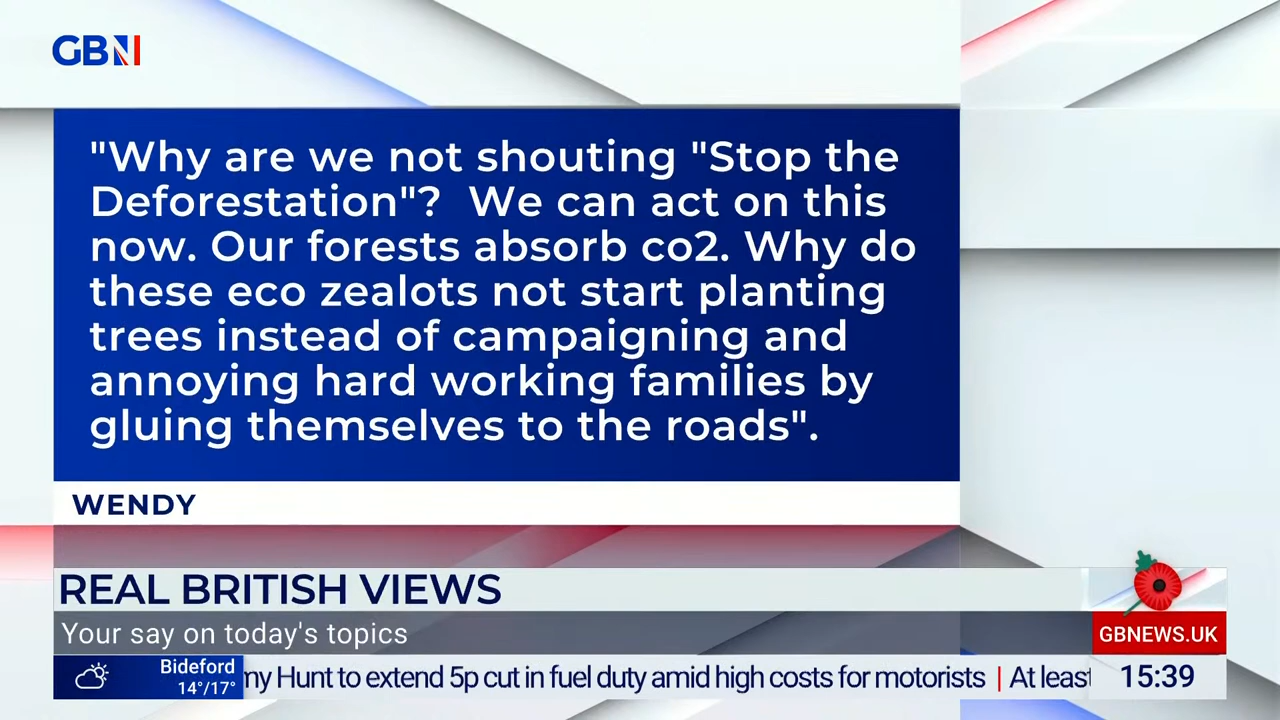 GBN
"Why are we not shouting "Stop the
Deforestation"?  We can act on this
now. Our forests absorb co2. Why do
these eco zealots not start planting
trees instead of campaigning and
annoying hard working families by
gluing themselves to the roads".
WENDY
REAL BRITISH VIEWS
Your say on today's topics
GBNEWS.UK
Bideford
14°/17°
my Hunt to extend 5p cut in fuel duty amid high costs for motorists | At least
15:39